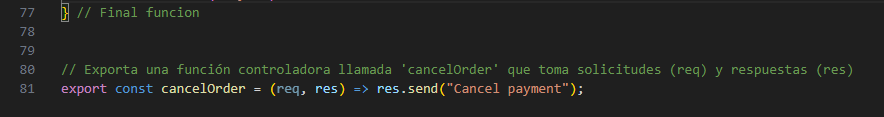 77 } // Final funcion
78
79
80 // Exporta una función controladora llamada 'cancelOrder' que toma solicitudes (req) y respuestas (res)
81 export const cancelOrder = (req, res) => res.send("Cancel payment");